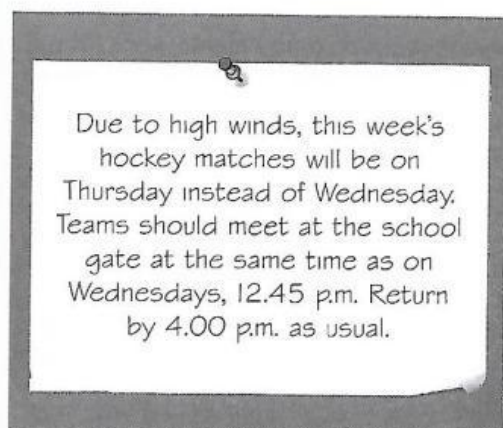 Due to high winds, this week's
hockey matches will be on
Thursday instead of Wednesday.
Teams should meet at the school
gate at the same time as on
Wednesdays, 12.45 p.m. Return
by 4.00 p.m. as usual.